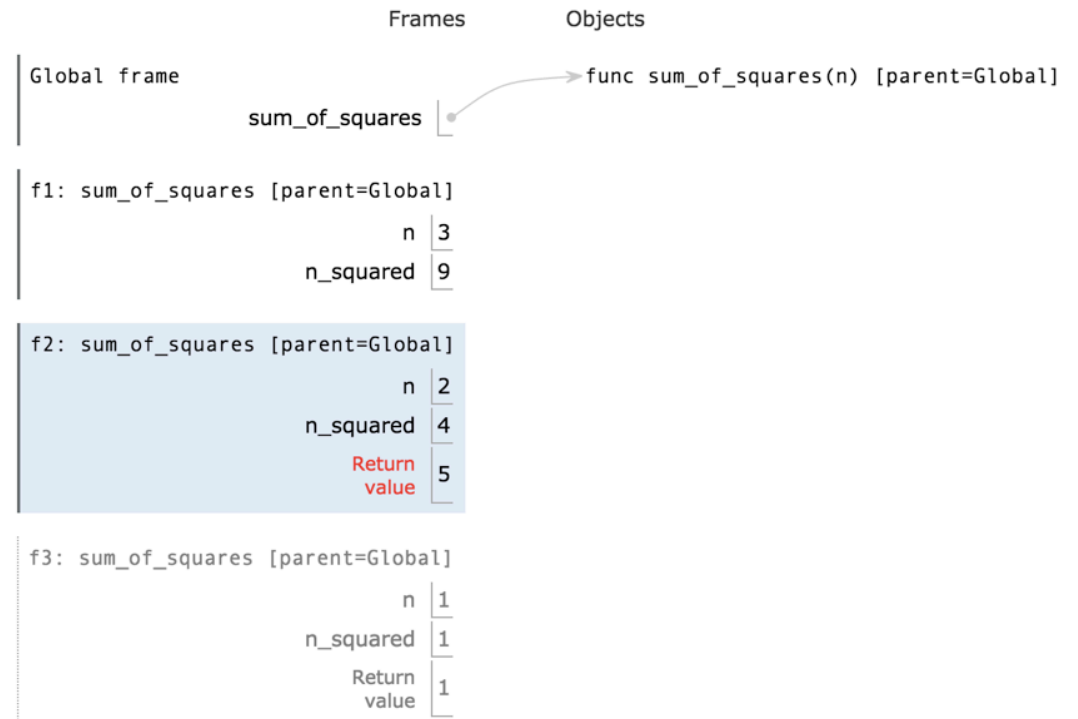 Frames Objects
Global frame
func sum_of_squares(n) [parent=Global]
sum_of_squares
f1: sum_of_squares [parent=Global]
n 3
n_squared 9
f2: sum_of_squares [parent=Global]
n 2
n_squared 4
Return
value 5
f3: sum_of_squares [parent=Global]
n 1
n_squared 1
Return
value 1